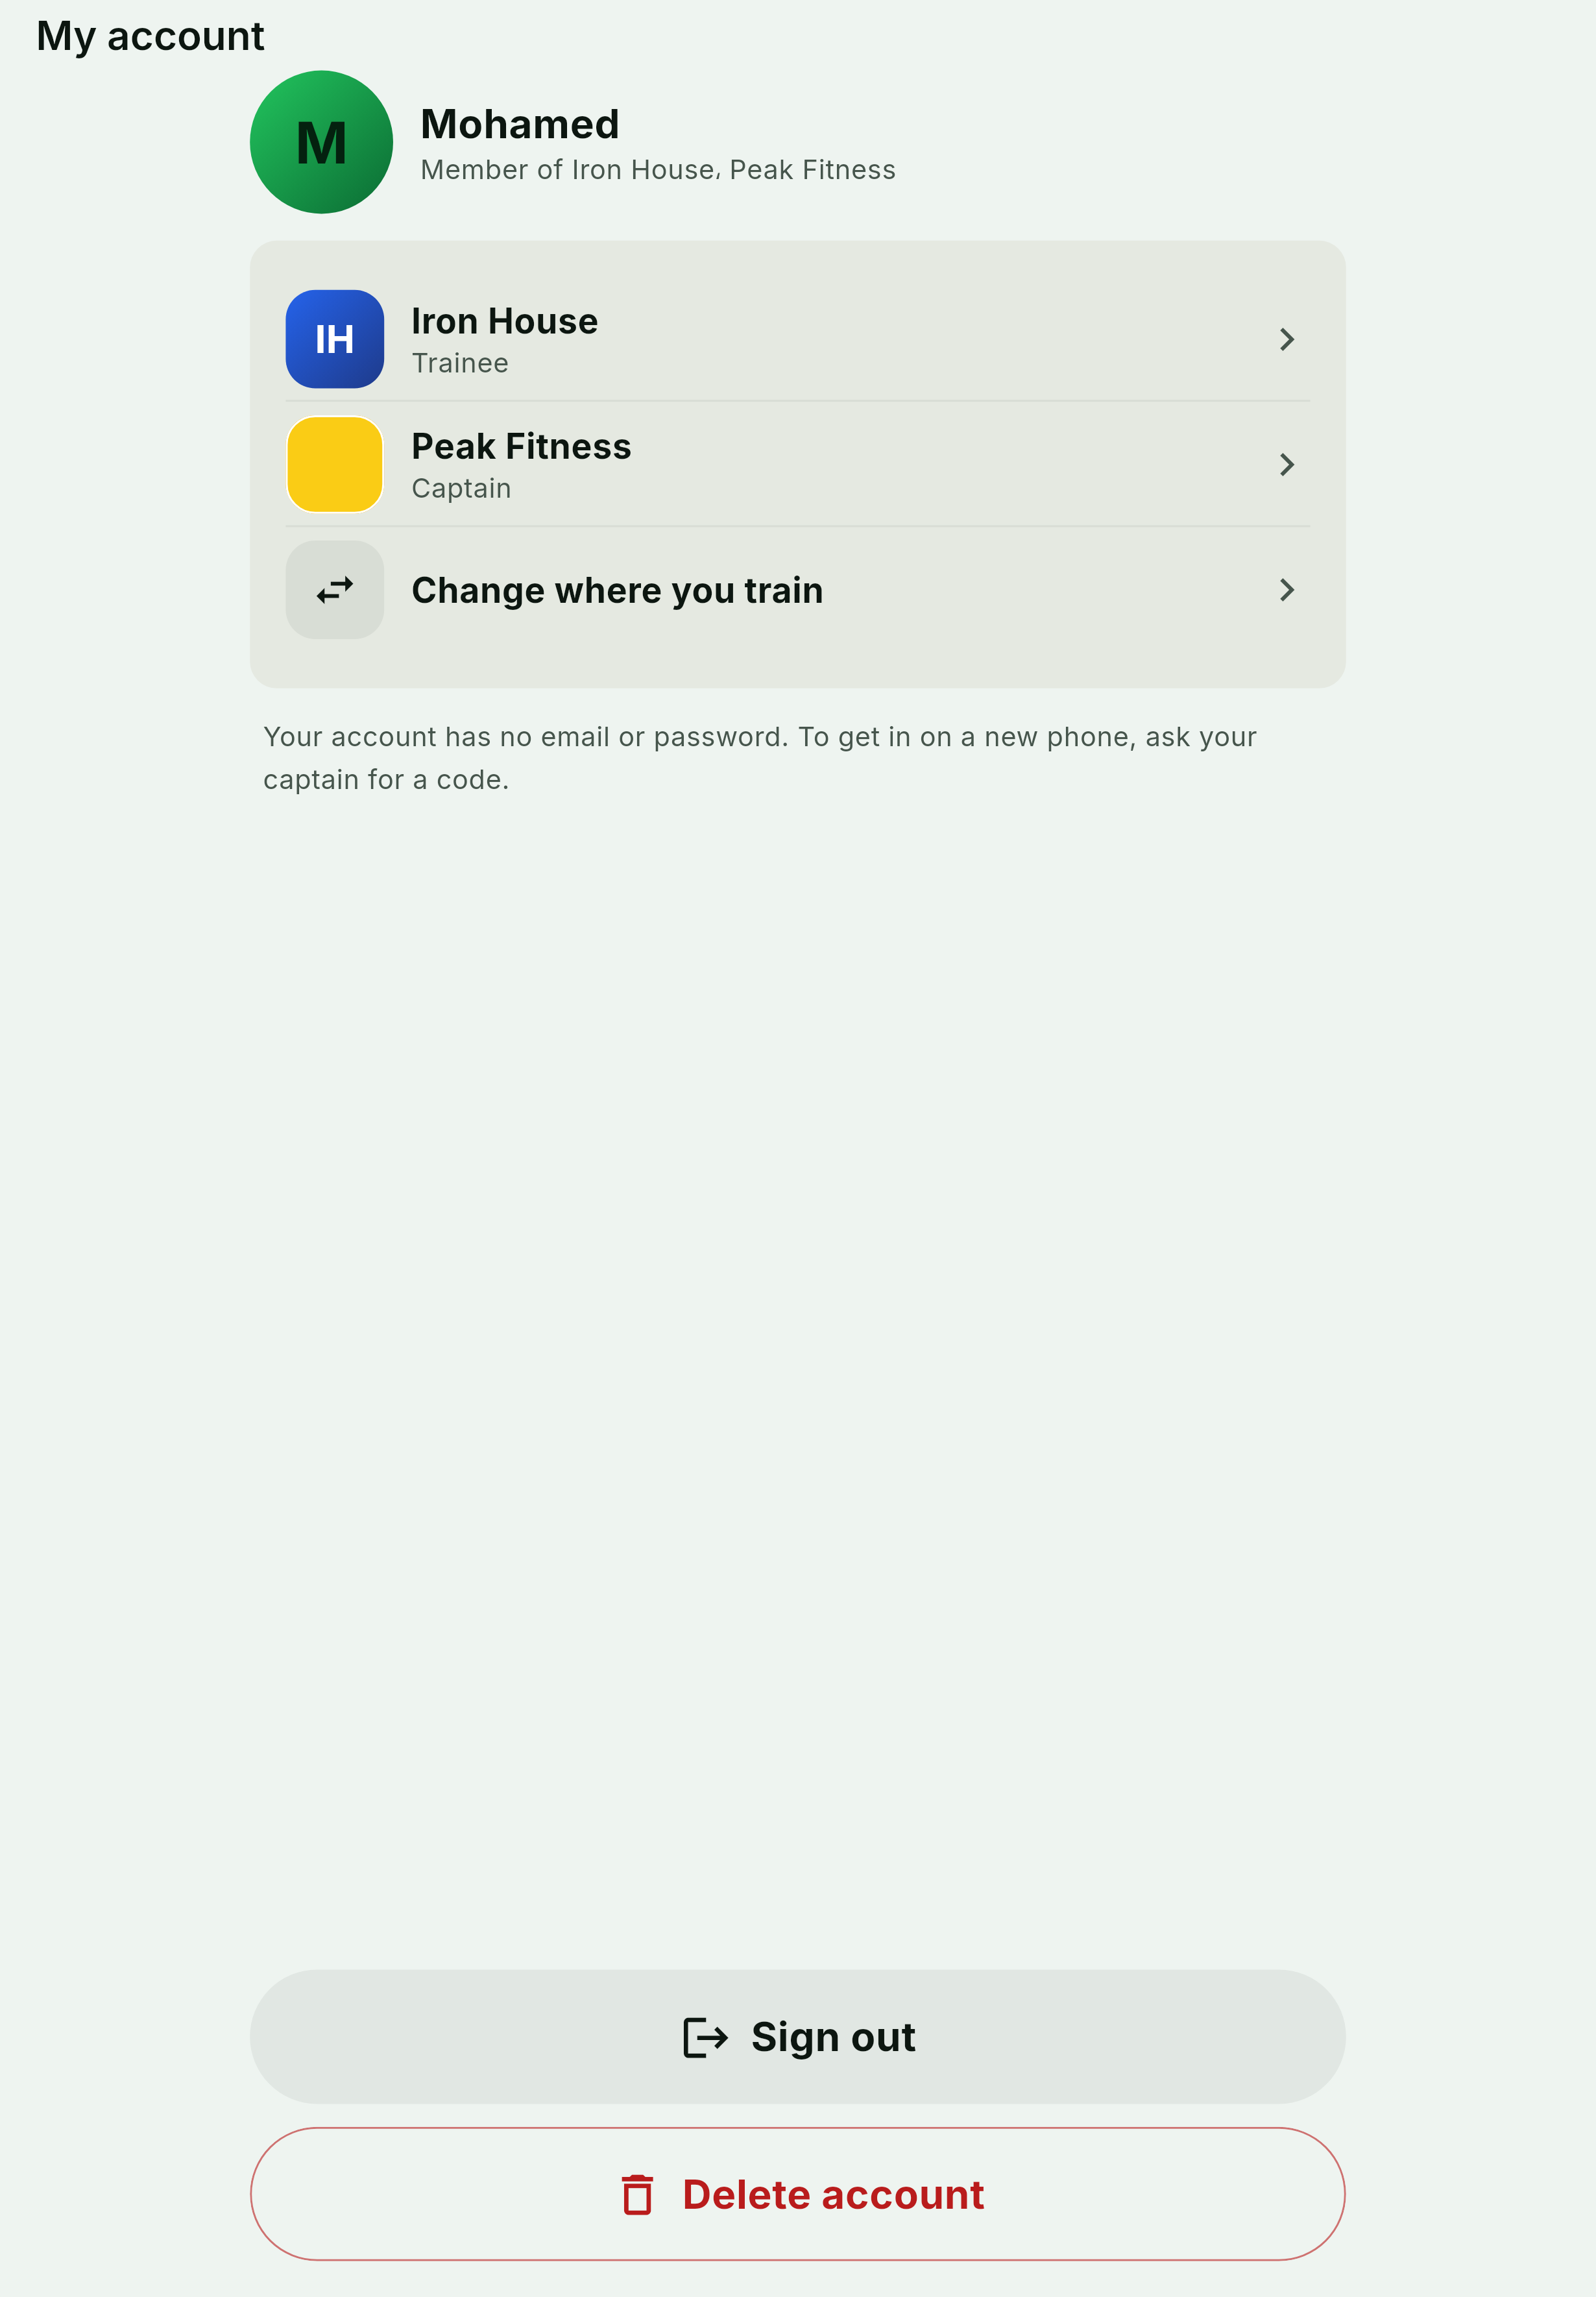 My account
M
Mohamed
Member of Iron House، Peak Fitness
IH
Iron House
Trainee
Peak Fitness
Captain
Change where you train
Your account has no email or password. To get in on a new phone, ask your
captain for a code.
Sign out
Delete account